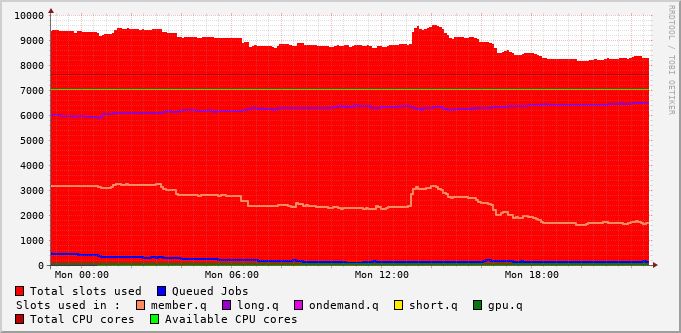 10000
9000
8000
7000
6000
5000
4000
3000
2000
1000
0
Mon 00:00 Mon 06:00 Mon 12:00 Mon 18:00
RRDTOOL / TOBI OETIKER
Total slots used Queued Jobs
Slots used in : member.q long.q ondemand.q short.q gpu.q
Total CPU cores Available CPU cores